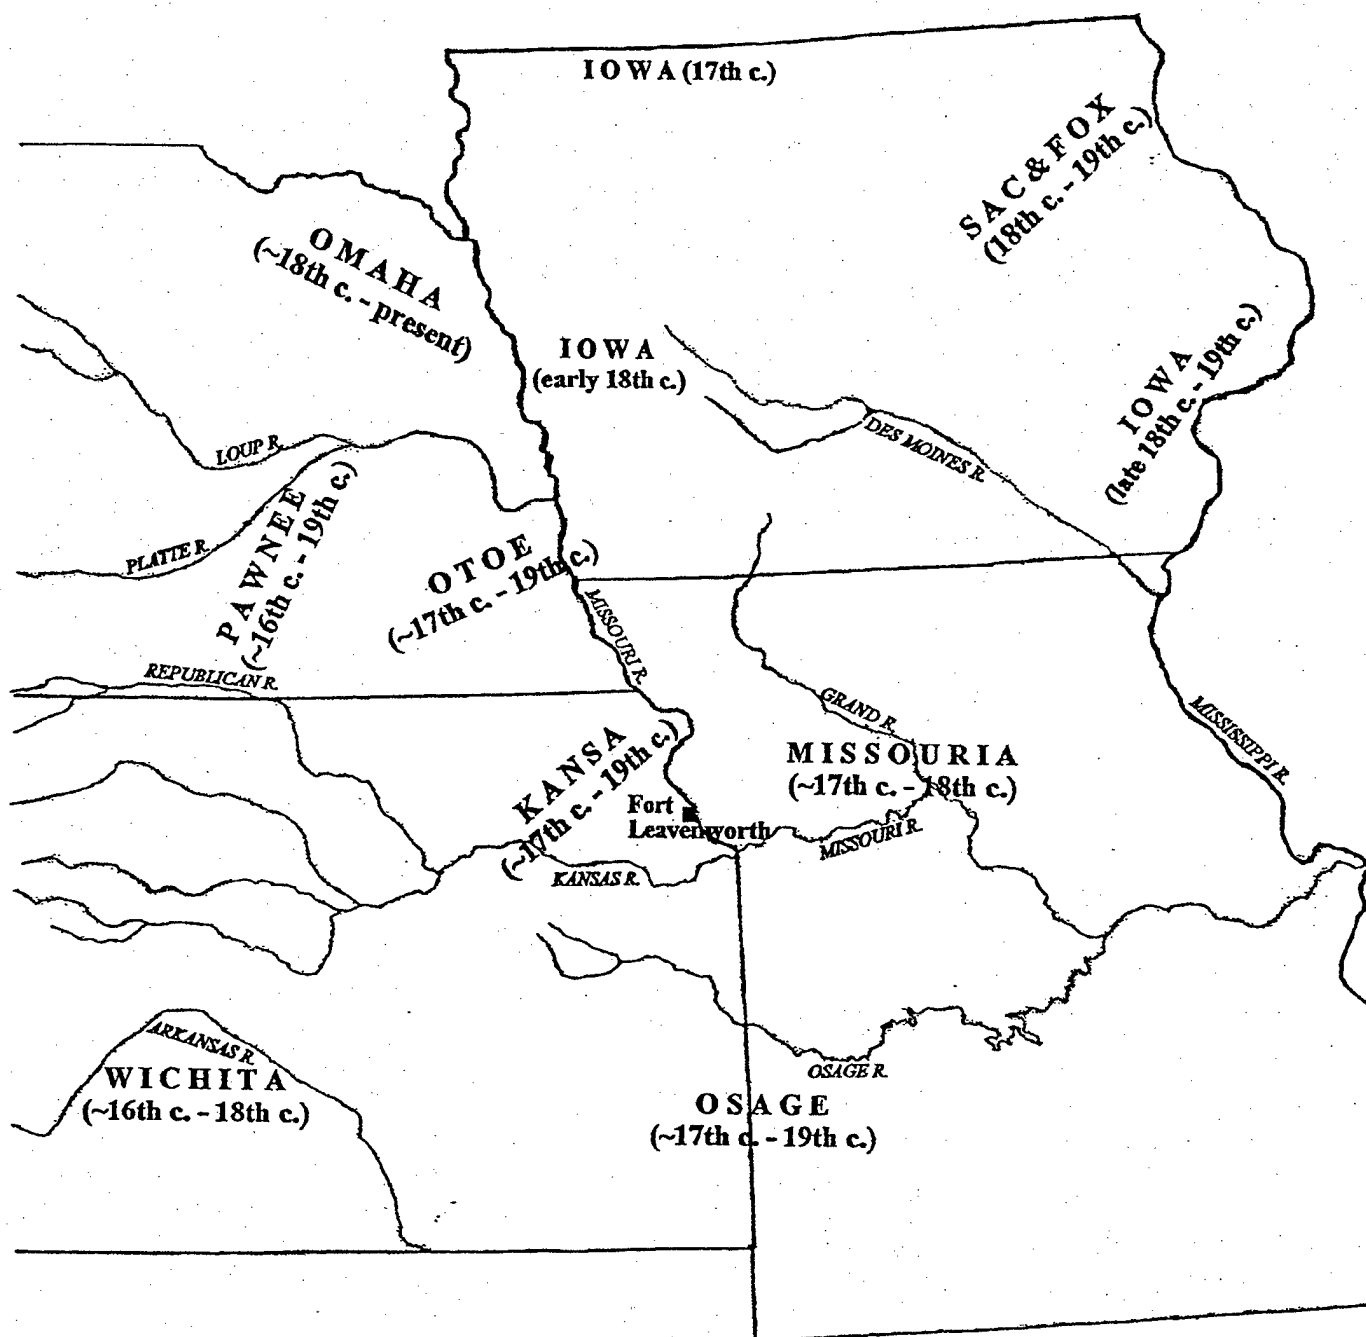 IOWA (17th c.)
SAC & FOX
(18th c. - 19th c.)
OMAHA
(~18th c. - present)
IOWA
(early 18th c.)
IOWA
(late 18th c. - 19th c.)
LOUP R.
DES MOINES R.
PLATTE R.
PAWNEE
(~16th c. - 19th c.)
OTOE
(~17th c. - 19th c.)
MISSOURI R.
REPUBLICAN R.
GRAND R.
MISSISSIPPI R.
KANSA
(~17th c. - 19th c.)
MISSOURIA
(~17th c. - 18th c.)
Fort
Leavenworth
MISSOURI R.
KANSAS R.
ARKANSAS R.
WICHITA
(~16th c. - 18th c.)
OSAGE R.
OSAGE
(~17th c. - 19th c.)